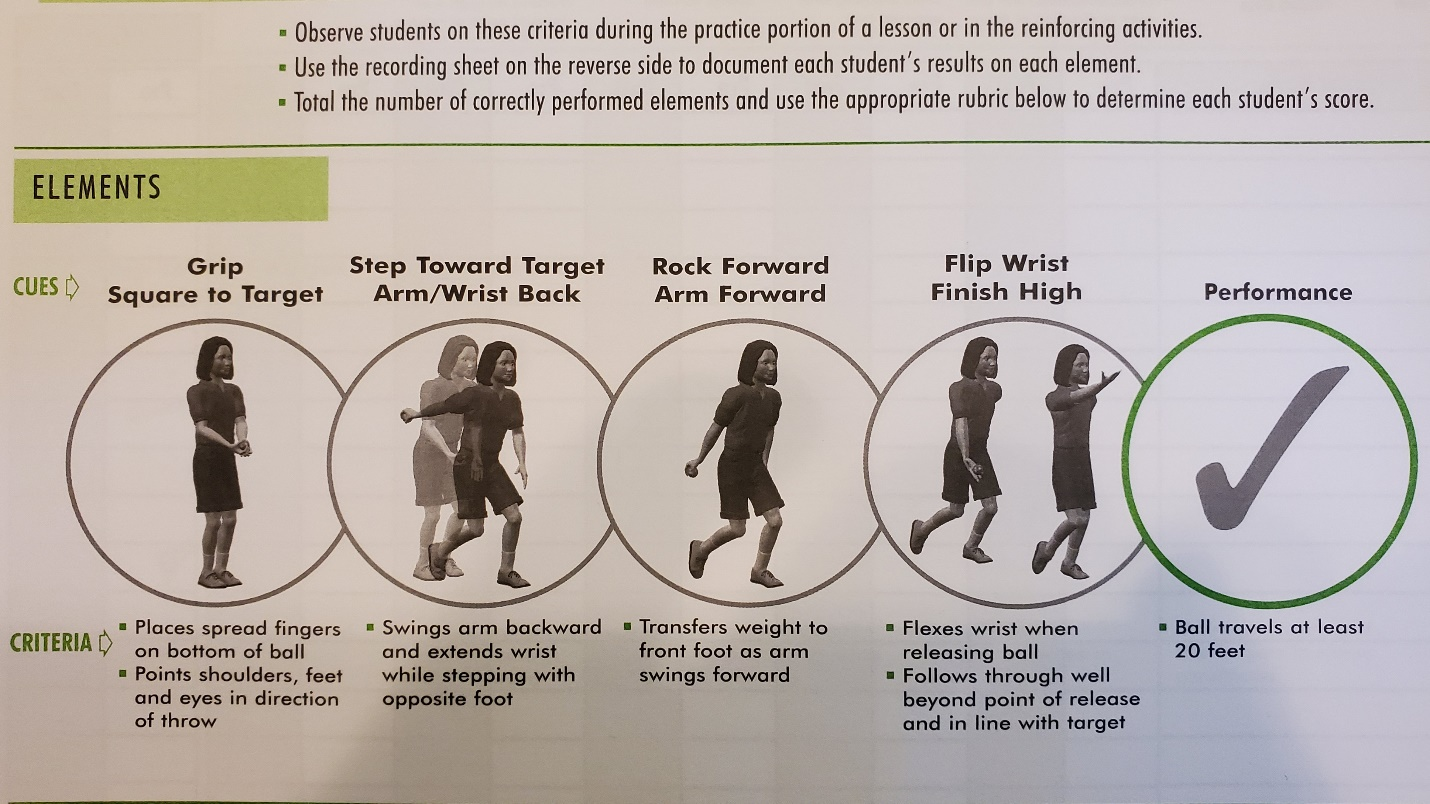 ▪ Observe students on these criteria during the practice portion of a lesson or in the reinforcing activities.
▪ Use the recording sheet on the reverse side to document each student's results on each element.
▪ Total the number of correctly performed elements and use the appropriate rubric below to determine each student's score.
ELEMENTS
CUES
Grip
Square to Target
Step Toward Target
Arm/Wrist Back
Rock Forward
Arm Forward
Flip Wrist
Finish High
Performance
CRITERIA
▪ Places spread fingers
on bottom of ball
▪ Points shoulders, feet
and eyes in direction
of throw
▪ Swings arm backward
and extends wrist
while stepping with
opposite foot
▪ Transfers weight to
front foot as arm
swings forward
▪ Flexes wrist when
releasing ball
▪ Follows through well
beyond point of release
and in line with target
▪ Ball travels at least
20 feet